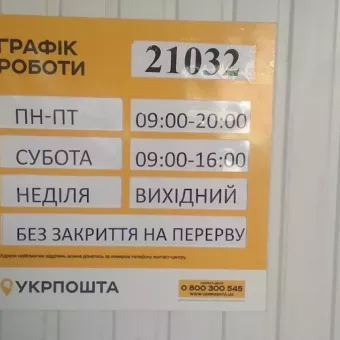 ГРАФІК
РОБОТИ
21032
ПН-ПТ 09:00-20:00
СУБОТА 09:00-16:00
НЕДІЛЯ ВИХІДНИЙ
БЕЗ ЗАКРИТТЯ НА ПЕРЕРВУ
УКРПОШТА
0 800 300 545